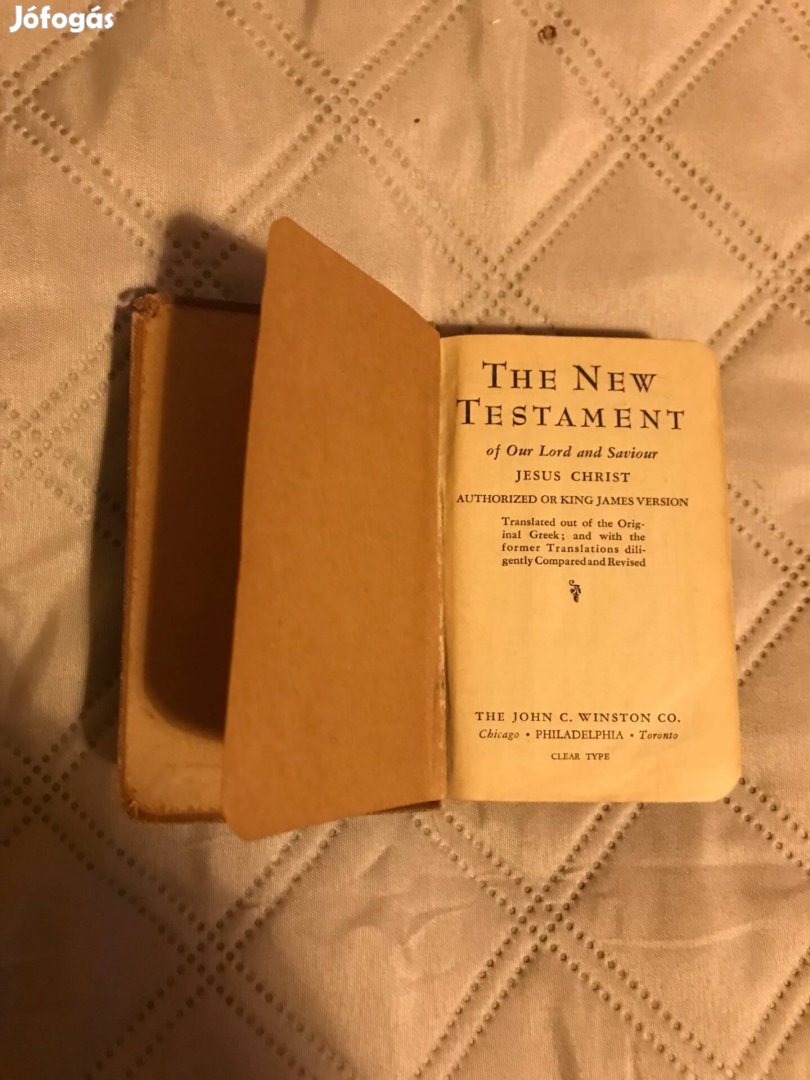 Jófogás
THE NEW
TESTAMENT
of Our Lord and Saviour
JESUS CHRIST
AUTHORIZED OR KING JAMES VERSION
Translated out of the Orig-
inal Greek; and with the
former Translations dili-
gently Compared and Revised
THE JOHN C. WINSTON CO.
Chicago • PHILADELPHIA • Toronto
CLEAR TYPE